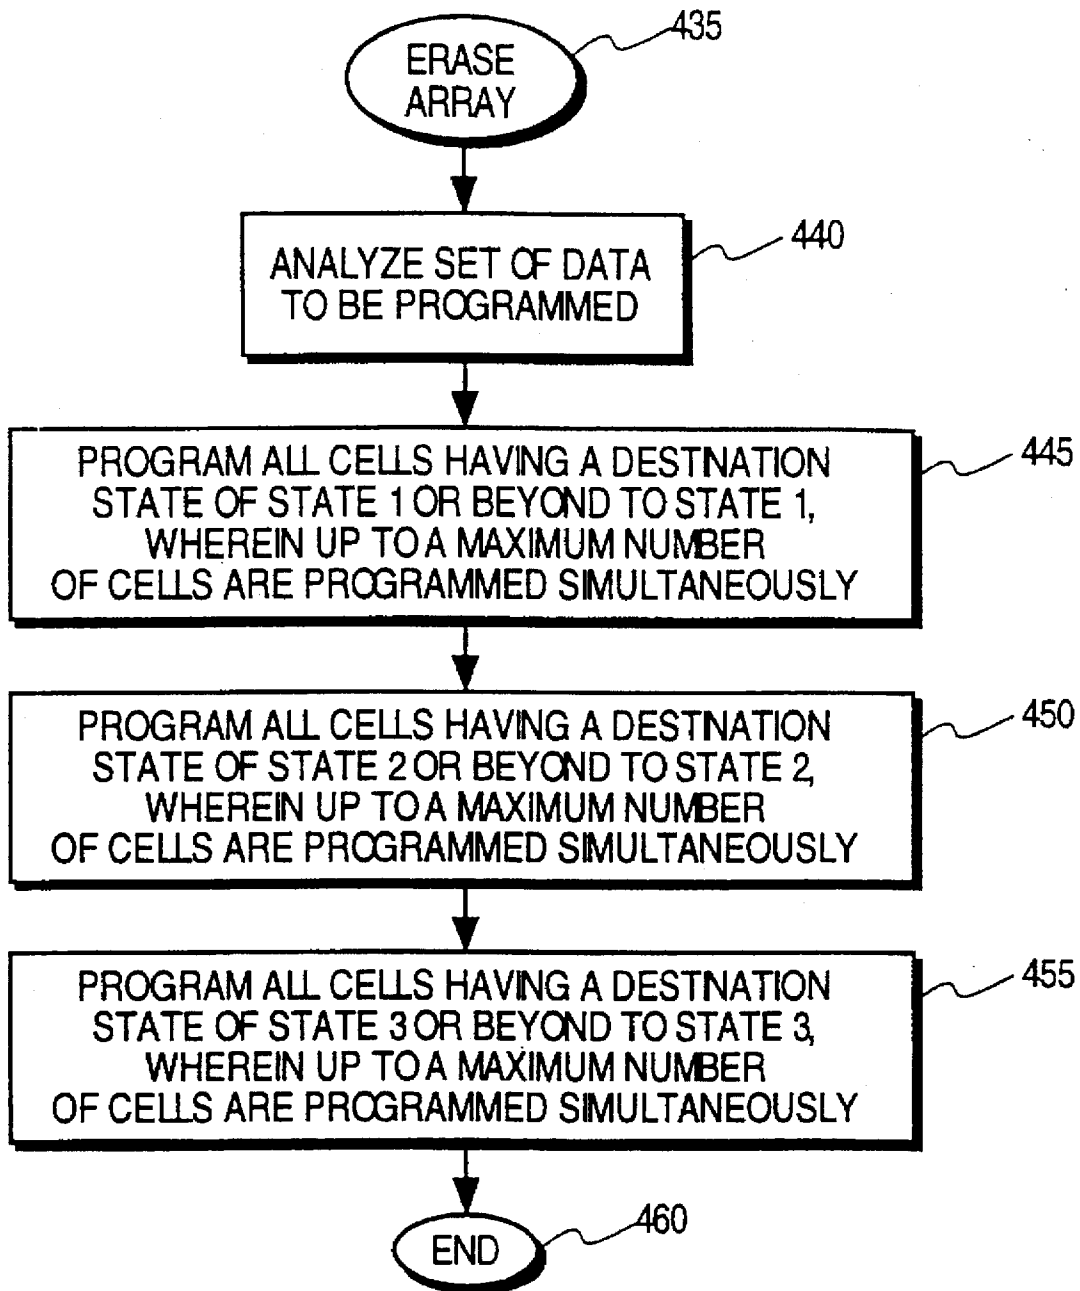 ERASE
ARRAY
435
ANALYZE SET OF DATA
TO BE PROGRAMMED
440
PROGRAM ALL CELLS HAVING A DESTINATION
STATE OF STATE 1 OR BEYOND TO STATE 1,
WHEREIN UP TO A MAXIMUM NUMBER
OF CELLS ARE PROGRAMMED SIMULTANEOUSLY
445
PROGRAM ALL CELLS HAVING A DESTINATION
STATE OF STATE 2 OR BEYOND TO STATE 2,
WHEREIN UP TO A MAXIMUM NUMBER
OF CELLS ARE PROGRAMMED SIMULTANEOUSLY
450
PROGRAM ALL CELLS HAVING A DESTINATION
STATE OF STATE 3 OR BEYOND TO STATE 3,
WHEREIN UP TO A MAXIMUM NUMBER
OF CELLS ARE PROGRAMMED SIMULTANEOUSLY
455
END
460